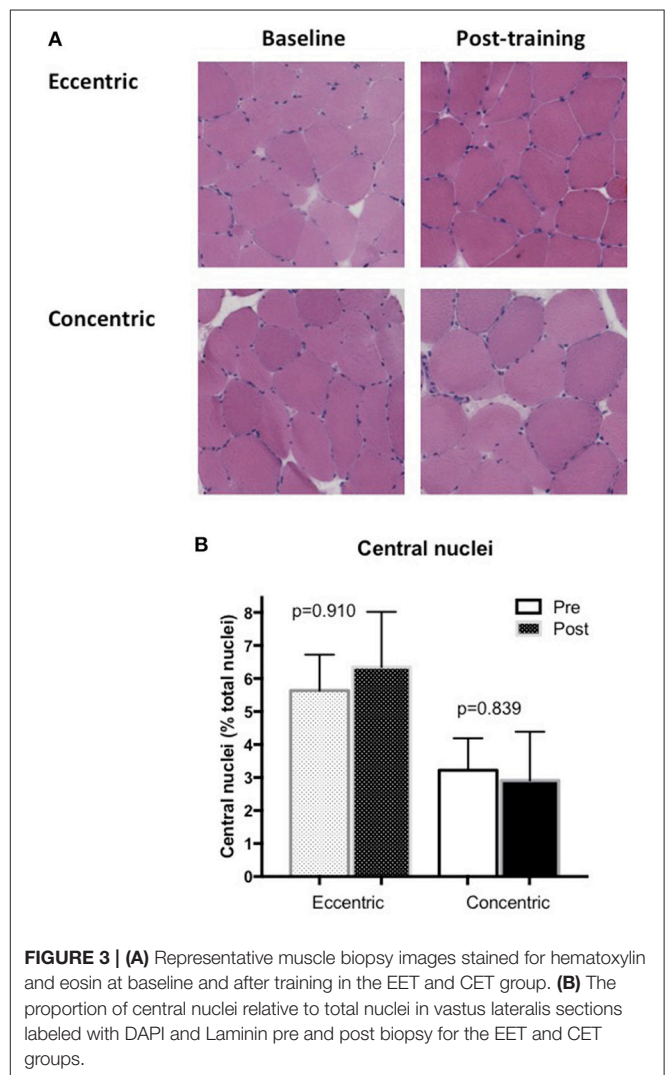 A
Baseline
Post-training
Eccentric
Concentric
B
Central nuclei
Central nuclei (% total nuclei)
8
7
6
5
4
3
2
1
0
p=0.910
p=0.839
Pre
Post
Eccentric
Concentric
FIGURE 3 | (A) Representative muscle biopsy images stained for hematoxylin
and eosin at baseline and after training in the EET and CET group. (B) The
proportion of central nuclei relative to total nuclei in vastus lateralis sections
labeled with DAPI and Laminin pre and post biopsy for the EET and CET
groups.